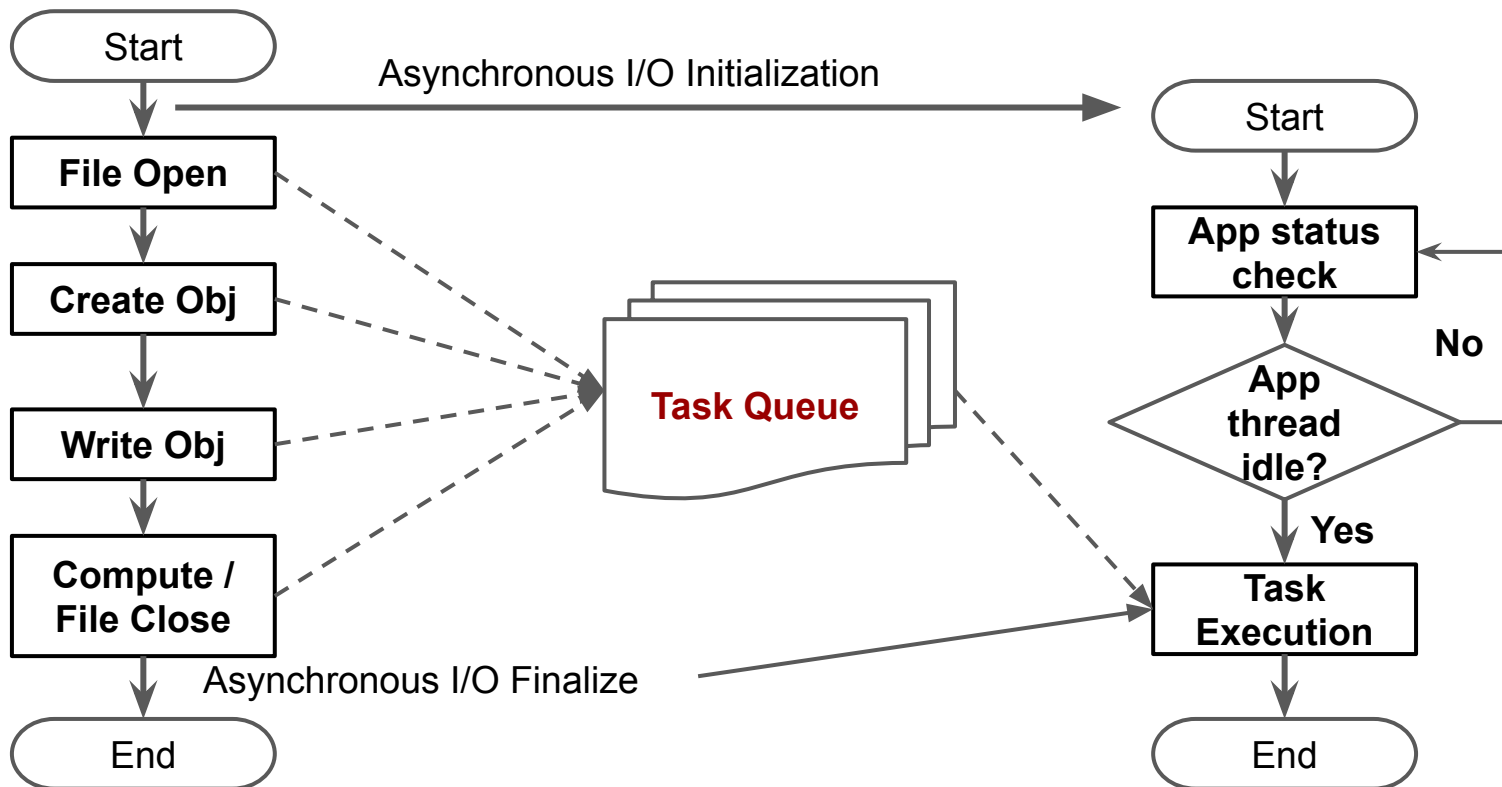 Start
Asynchronous I/O Initialization
File Open
Create Obj
Write Obj
Compute /
File Close
Asynchronous I/O Finalize
End
Task Queue
Start
App status
check
No
App
thread
idle?
Yes
Task
Execution
End